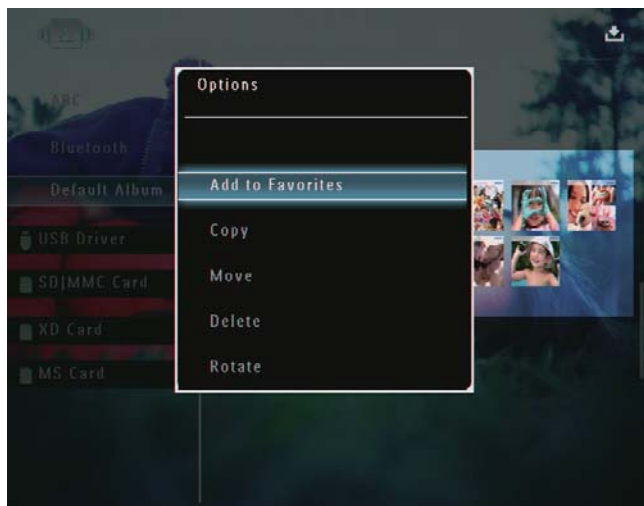 ABC
Bluetooth
Default Album
USB Driver
SD|MMC Card
XD Card
MS Card
Options
Add to Favorites
Copy
Move
Delete
Rotate